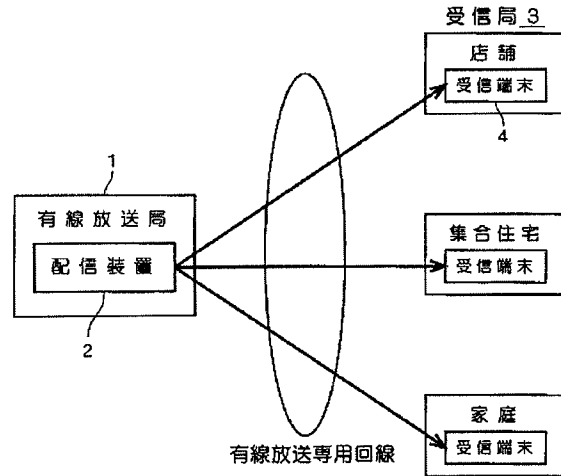 受信局 3
店舗
受信端末
4
1
有線放送局
配信装置
2
集合住宅
受信端末
家庭
受信端末
有線放送専用回線